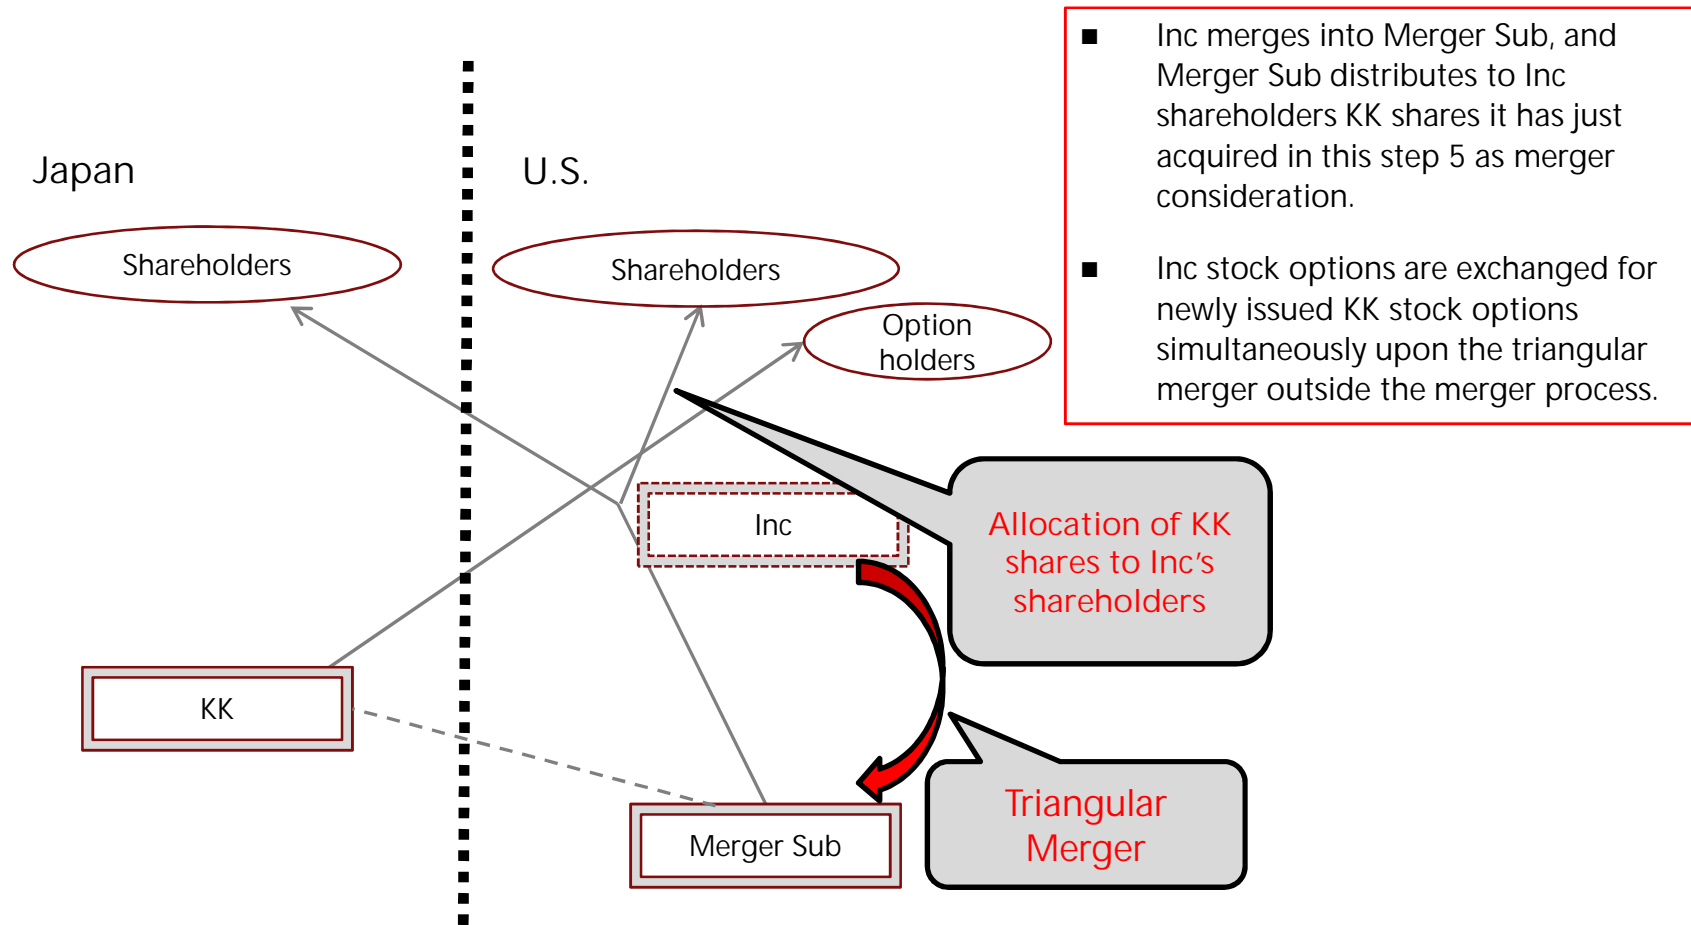 ■ Inc merges into Merger Sub, and
Merger Sub distributes to Inc
shareholders KK shares it has just
acquired in this step 5 as merger
consideration.
■ Inc stock options are exchanged for
newly issued KK stock options
simultaneously upon the triangular
merger outside the merger process.
Japan
U.S.
Shareholders
Shareholders
Option
holders
Inc
Allocation of KK
shares to Inc’s
shareholders
KK
Merger Sub
Triangular
Merger